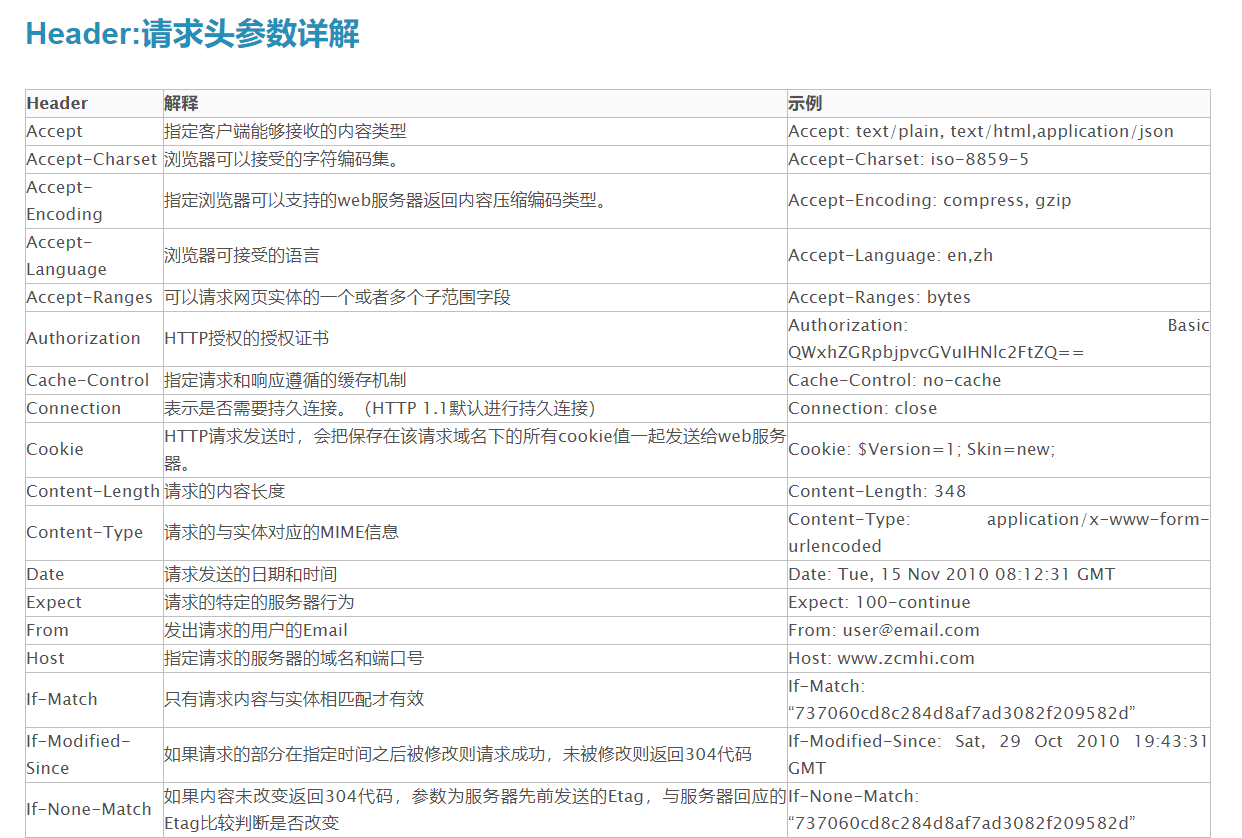 Header:请求头参数详解
Header 解释 示例
Accept 指定客户端能够接收的内容类型 Accept: text/plain, text/html,application/json
Accept-Charset 浏览器可以接受的字符编码集。 Accept-Charset: iso-8859-5
Accept-
Encoding 指定浏览器可以支持的web服务器返回内容压缩编码类型。 Accept-Encoding: compress, gzip
Accept-
Language 浏览器可接受的语言 Accept-Language: en,zh
Accept-Ranges 可以请求网页实体的一个或者多个子范围字段 Accept-Ranges: bytes
Authorization HTTP授权的授权证书 Authorization: Basic
QWxhZGRpbjpvcGVuIHNlc2FtZQ==
Cache-Control 指定请求和响应遵循的缓存机制 Cache-Control: no-cache
Connection 表示是否需要持久连接。（HTTP 1.1默认进行持久连接） Connection: close
Cookie HTTP请求发送时，会把保存在该请求域名下的所有cookie值一起发送给web服务
器。 Cookie: $Version=1; Skin=new;
Content-Length 请求的内容长度 Content-Length: 348
Content-Type 请求的与实体对应的MIME信息 Content-Type: application/x-www-form-
urlencoded
Date 请求发送的日期和时间 Date: Tue, 15 Nov 2010 08:12:31 GMT
Expect 请求的特定的服务器行为 Expect: 100-continue
From 发出请求的用户的Email From: user@email.com
Host 指定请求的服务器的域名和端口号 Host: www.zcmhi.com
If-Match 只有请求内容与实体相匹配才有效 If-Match:
“737060cd8c284d8af7ad3082f209582d”
If-Modified-
Since 如果请求的部分在指定时间之后被修改则请求成功，未被修改则返回304代码 If-Modified-Since: Sat, 29 Oct 2010 19:43:31
GMT
If-None-Match 如果内容未改变返回304代码，参数为服务器先前发送的Etag，与服务器回应的
Etag比较判断是否改变 If-None-Match:
“737060cd8c284d8af7ad3082f209582d”